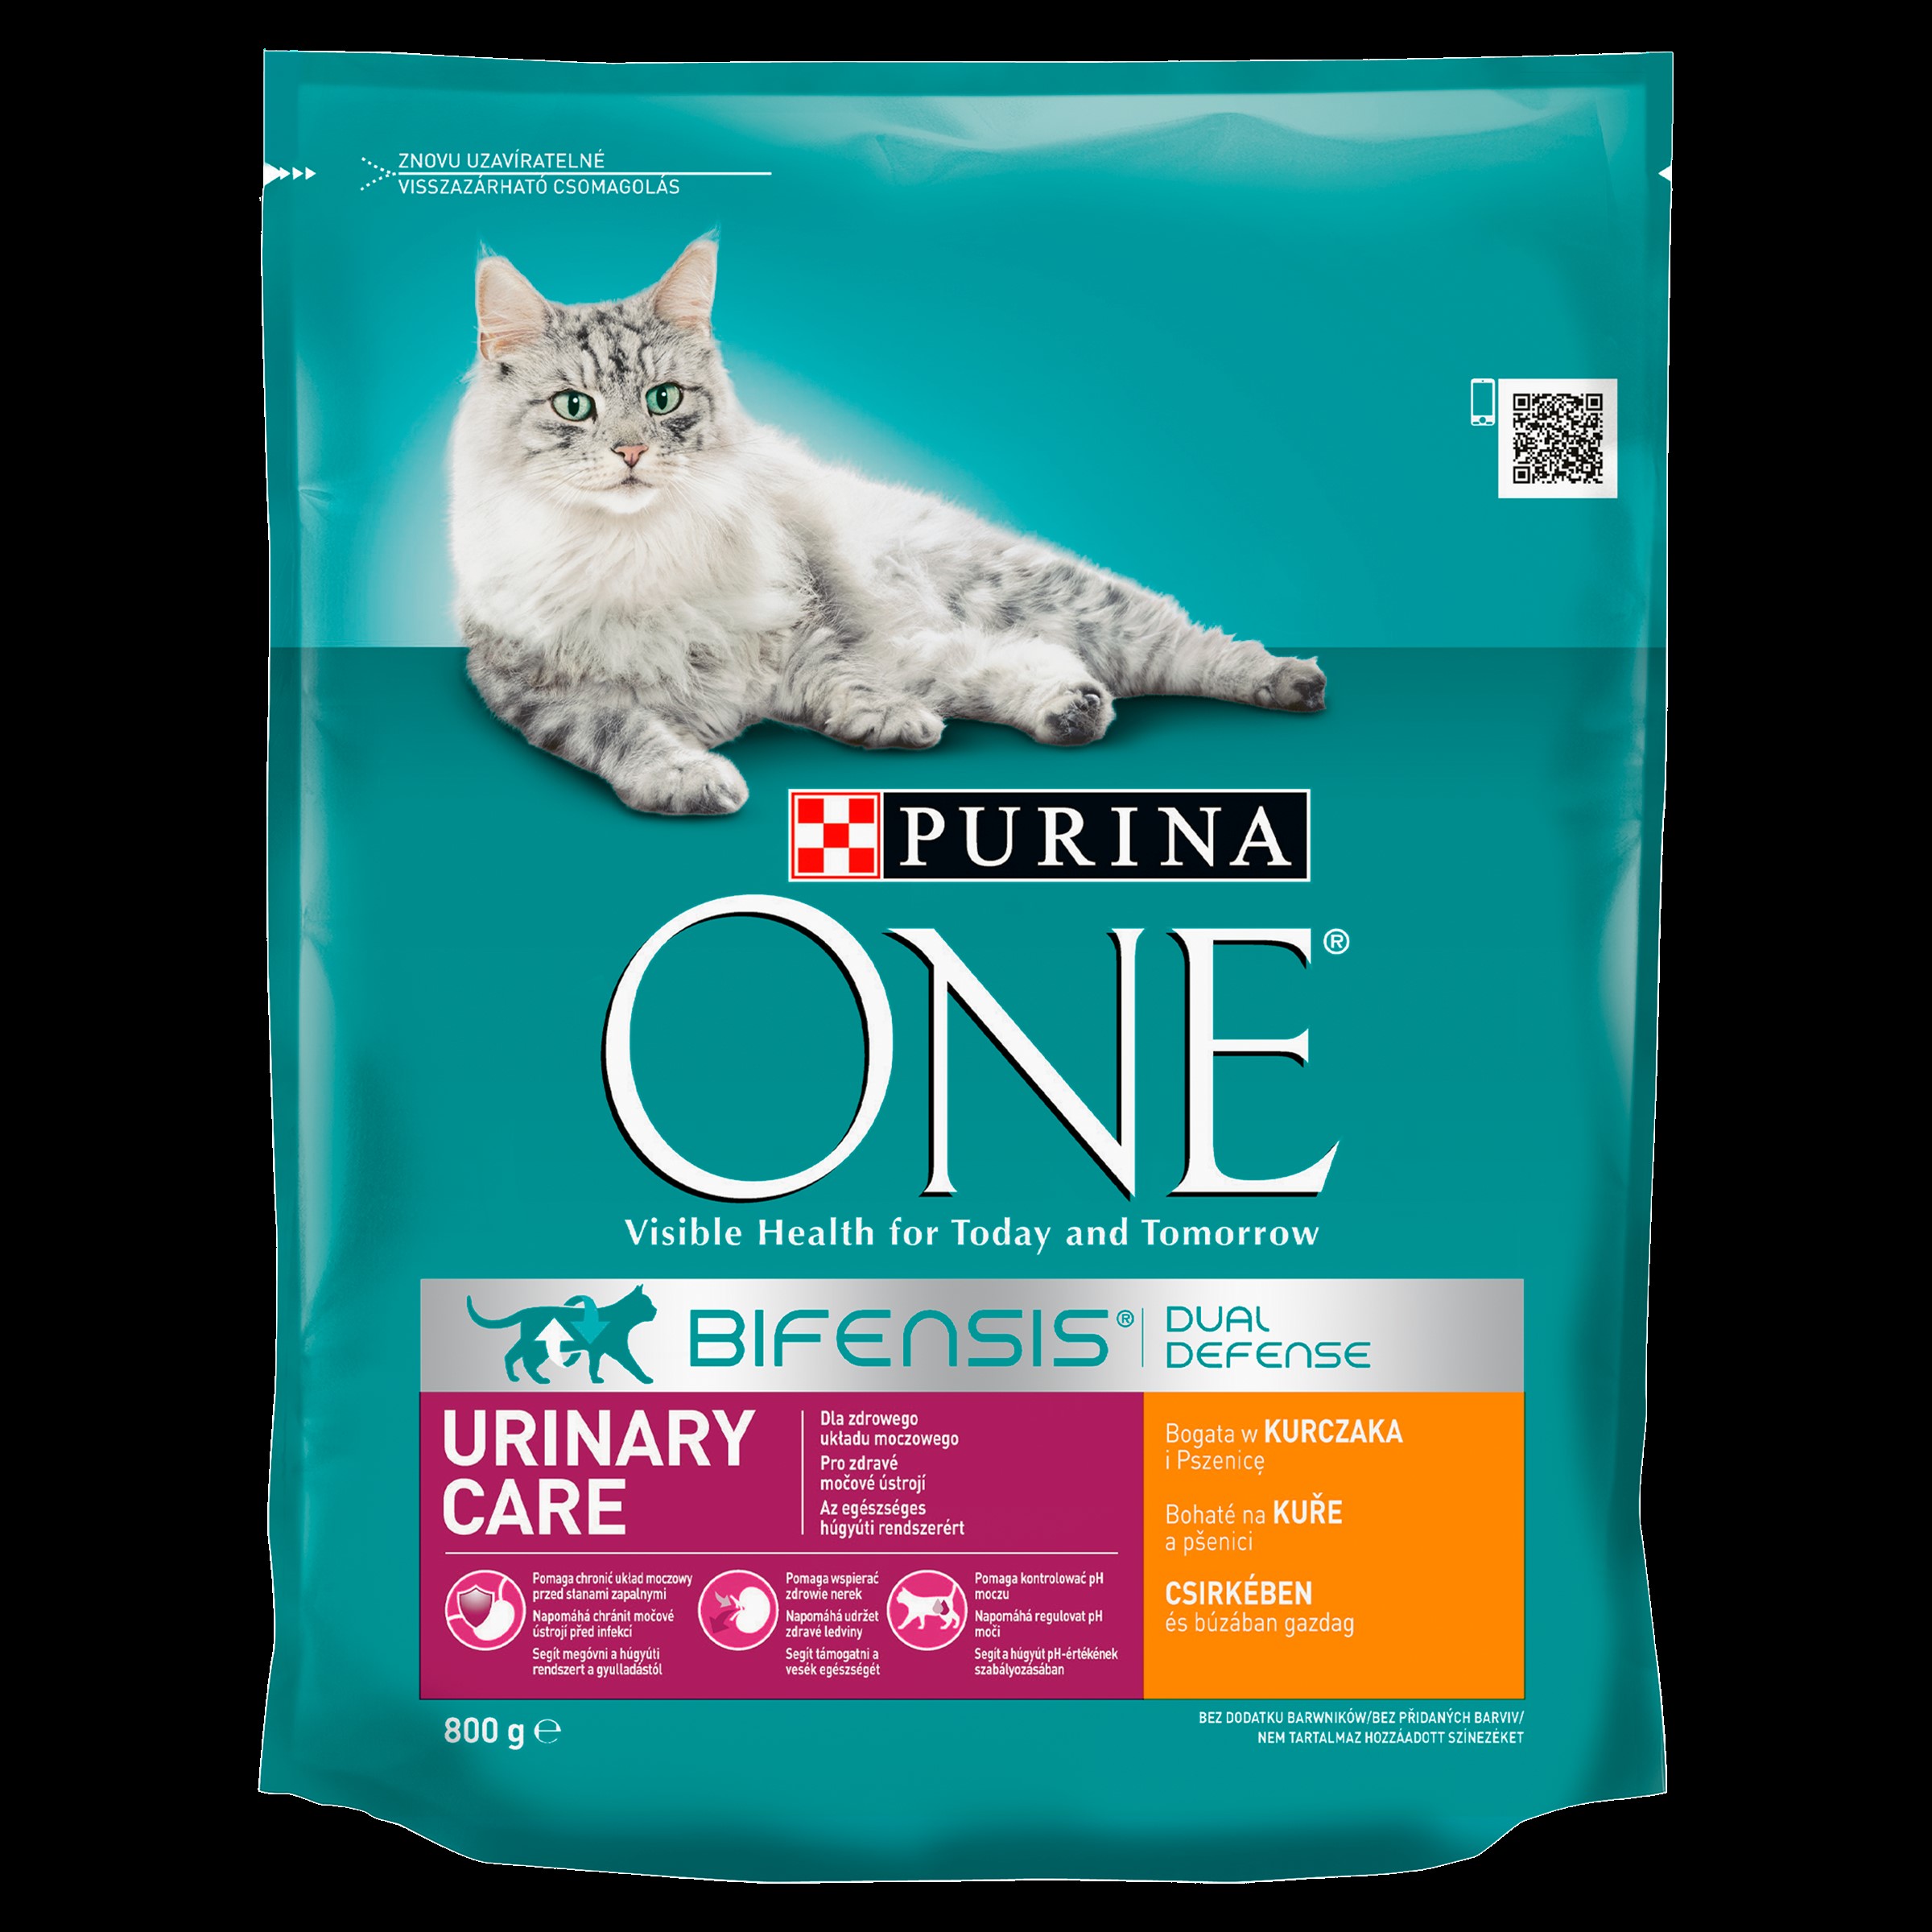 ZNOVU UZAVÍRATELNÉ
VISSZAZÁRHATÓ CSOMAGOLÁS
PURINA
ONE®
Visible Health for Today and Tomorrow
BIFENSIS®
DUAL
DEFENSE
URINARY
CARE
Dla zdrowego
układu moczowego
Pro zdravé
močové ústrojí
Az egészséges
húgyúti rendszerért
Pomaga chronić układ moczowy
przed stanami zapalnymi
Napomáhá chránit močové
ústrojí před infekcí
Segít megóvni a húgyúti
rendszert a gyulladástól
Pomaga wspierać
zdrowie nerek
Napomáhá udržet
zdravé ledviny
Segít támogatni a
vesék egészségét
Pomaga kontrolować pH
moczu
Napomáhá regulovat pH
moči
Segít a húgyút pH-értékének
szabályozásában
Bogata w KURCZAKA
i Pszenicę
Bohaté na KUŘE
a pšenici
CSIRKÉBEN
és búzában gazdag
800 g ℮
BEZ DODATKU BARWNIKÓW/BEZ PŘIDANÝCH BARVIV/
NEM TARTALMAZ HOZZÁADOTT SZÍNEZÉKET